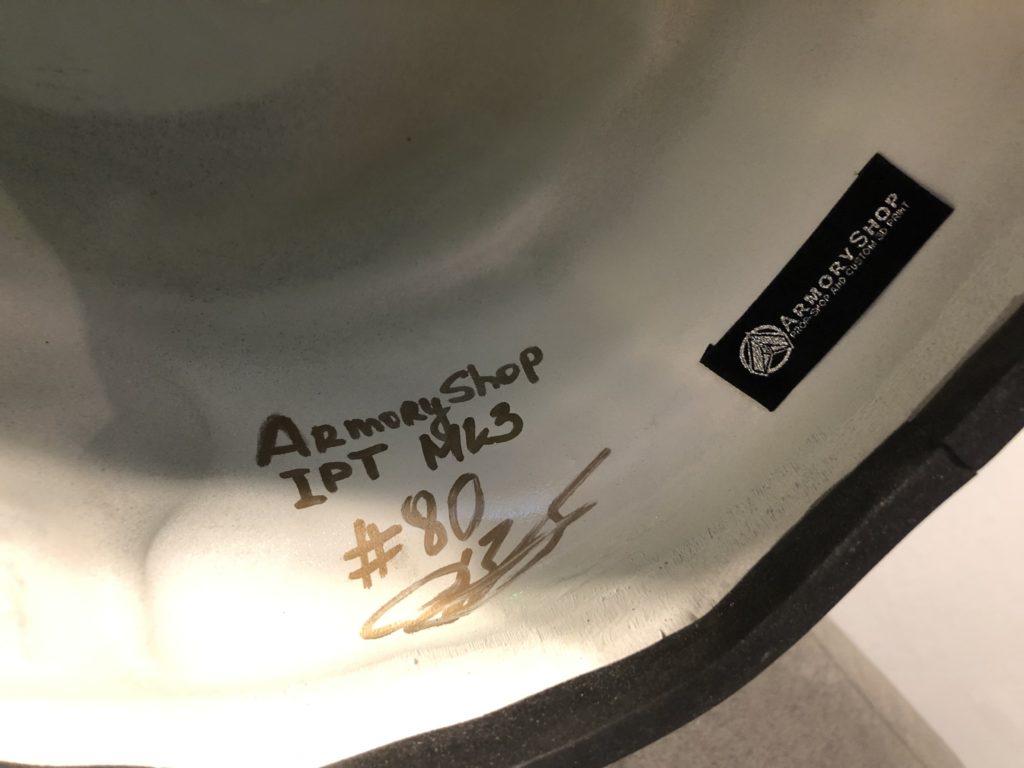 ArmoryShop
IPT Mk3
#80
ArmoryShop
PROP-SHOP AND CUSTOM 3D PRINT